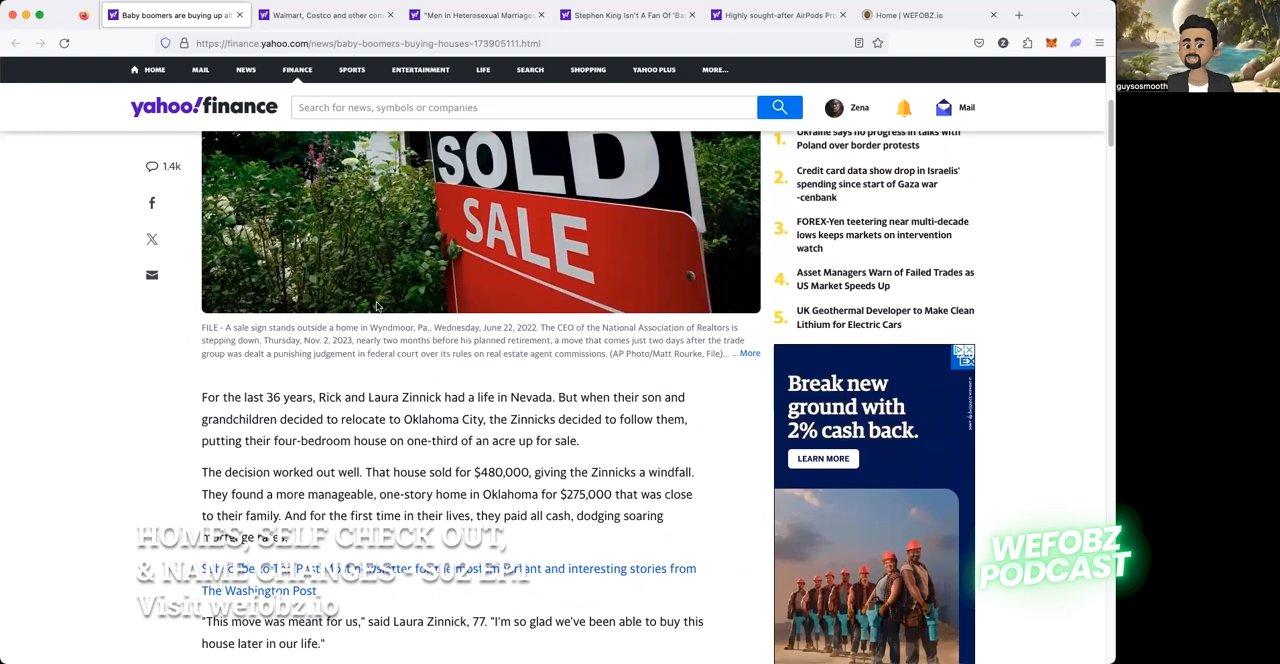 Baby boomers are buying up al
Walmart, Costco and other com
"Men In Heterosexual Marriages
Stephen King Isn't A Fan Of 'Ba
Highly sought-after AirPods Pro
Home | WEFOBZ.io
https://finance.yahoo.com/news/baby-boomers-buying-houses-173905111.html
guysosmooth
HOME MAIL NEWS FINANCE SPORTS ENTERTAINMENT LIFE SEARCH SHOPPING YAHOO PLUS MORE...
yahoo!finance
Search for news, symbols or companies
Zena
Mail
1.4k
SOLD
SALE
FILE - A sale sign stands outside a home in Wyndmoor, Pa., Wednesday, June 22, 2022. The CEO of the National Association of Realtors is
stepping down, Thursday, Nov. 2, 2023, nearly two months before his planned retirement, a move that comes just two days after the trade
group was dealt a punishing judgement in federal court over its rules on real estate agent commissions. (AP Photo/Matt Rourke, File)... ...More
For the last 36 years, Rick and Laura Zinnick had a life in Nevada. But when their son and
grandchildren decided to relocate to Oklahoma City, the Zinnicks decided to follow them,
putting their four-bedroom house on one-third of an acre up for sale.
The decision worked out well. That house sold for $480,000, giving the Zinnicks a windfall.
They found a more manageable, one-story home in Oklahoma for $275,000 that was close
to their family. And for the first time in their lives, they paid all cash, dodging soaring
mortgage rates.
and interesting stories from
The Washington Post
"This move was meant for us," said Laura Zinnick, 77. "I'm so glad we've been able to buy this
house later in our life."
1. Ukraine says no progress in talks with
Poland over border protests
2. Credit card data show drop in Israelis'
spending since start of Gaza war
-cenbank
3. FOREX-Yen teetering near multi-decade
lows keeps markets on intervention
watch
4. Asset Managers Warn of Failed Trades as
US Market Speeds Up
5. UK Geothermal Developer to Make Clean
Lithium for Electric Cars
Break new
ground with
2% cash back.
LEARN MORE
HOMES, SELF CHECK OUT,
& NAME CHANGES - S02 EP1
Visit wefobz.io
WEFOBZ
PODCAST